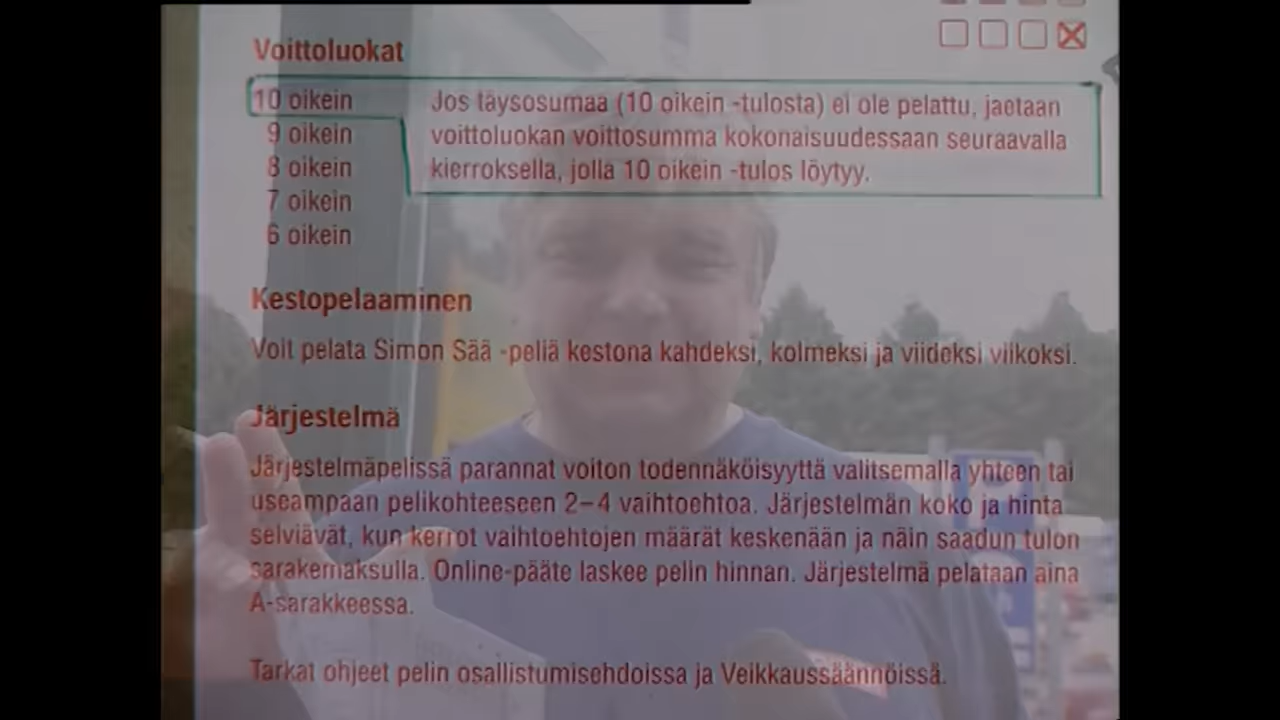 Voittoluokat
10 oikein
9 oikein
8 oikein
7 oikein
6 oikein
Jos täysosumaa (10 oikein -tulosta) ei ole pelattu, jaetaan
voittoluokan voittosumma kokonaisuudessaan seuraavalla
kierroksella, jolla 10 oikein -tulos löytyy.
Kestopelaaminen
Voit pelata Simon Sää -peliä kestona kahdeksi, kolmeksi ja viideksi viikoksi.
Järjestelmä
Järjestelmäpelissä parannat voiton todennäköisyyttä valitsemalla yhteen tai
useampaan pelikohteeseen 2–4 vaihtoehtoa. Järjestelmän koko ja hinta
selviävät, kun kerrot vaihtoehtojen määrät keskenään ja näin saadun tulon
sarakemaksulla. Online-pääte laskee pelin hinnan. Järjestelmä pelataan aina
A-sarakkeessa.
Tarkat ohjeet pelin osallistumisehdoissa ja Veikkaussäännöissä.